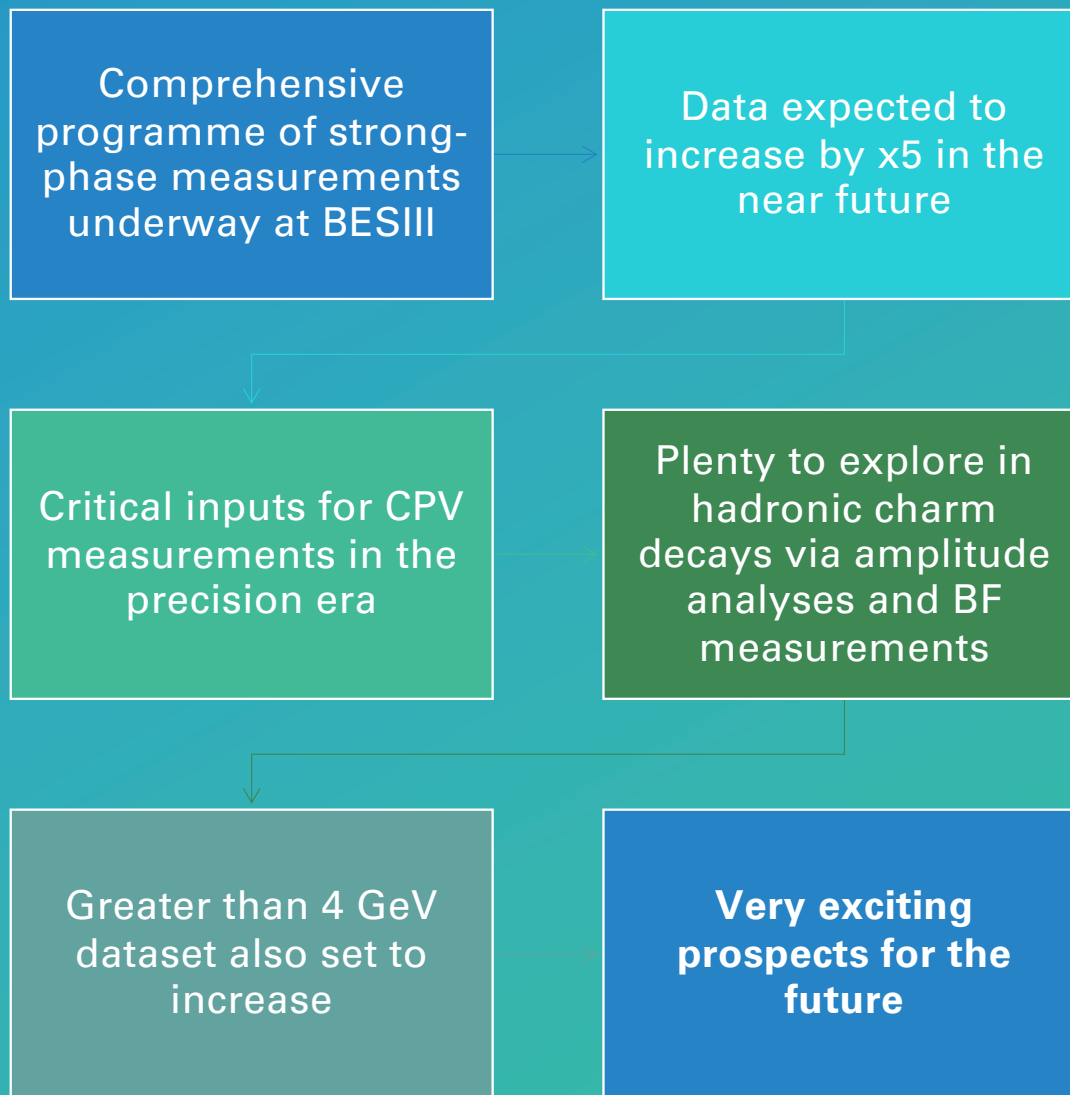 Comprehensive
programme of strong-
phase measurements
underway at BESIII
Data expected to
increase by x5 in the
near future
Critical inputs for CPV
measurements in the
precision era
Plenty to explore in
hadronic charm
decays via amplitude
analyses and BF
measurements
Greater than 4 GeV
dataset also set to
increase
Very exciting
prospects for the
future